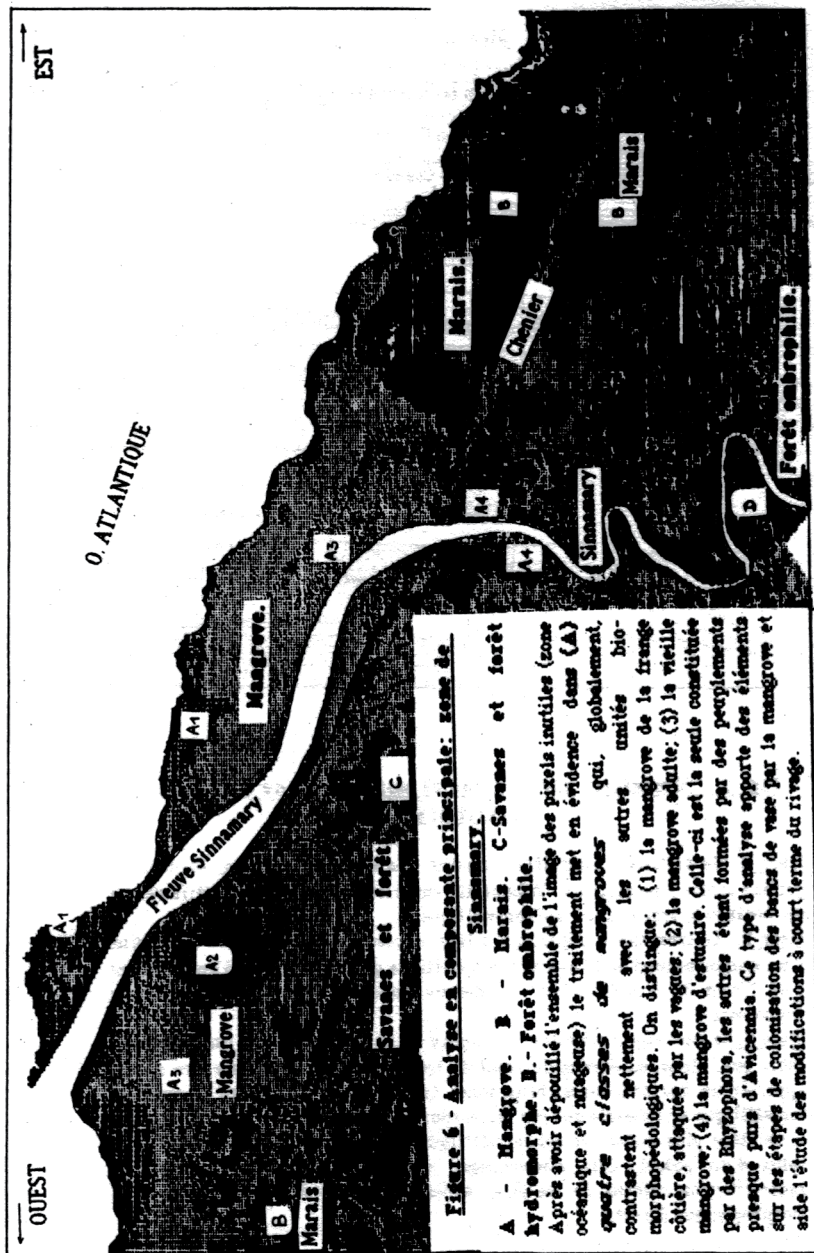 OUEST
EST
O. ATLANTIQUE
A1
A1
Mangrove.
Fleuve Sinnamary
A3
A3
A2
Mangrove
B
Marais
Savanes et forêt
C
A4
A4
Sinnamary
Marais.
B
Chenier
B
Marais
D
Forêt ombrophile.
Figure 6 - Analyse en composante principale: zone de
Sinnamary.
A - Mangrove. B - Marais. C-Savanes et forêt
hydromorphe. D.- Forêt ombrophile.
Après avoir dépouillé l'ensemble de l'image des pixels inutiles (zone
océanique et nuageuse) le traitement met en évidence dans (A)
quatre classes de mangroves qui, globalement,
contrastent nettement avec les autres unités bio-
morphopédologiques. On distingue: (1) la mangrove de la frange
côtière, attaquée par les vagues; (2) la mangrove adulte; (3) la vieille
mangrove; (4) la mangrove d'estuaire. Celle-ci est la seule constituée
par des Rhyzophora, les autres étant formées par des peuplements
presque purs d'Avicennia. Ce type d'analyse apporte des éléments
sur les étapes de colonisation des bancs de vase par la mangrove et
aide l'étude des modifications à court terme du rivage.